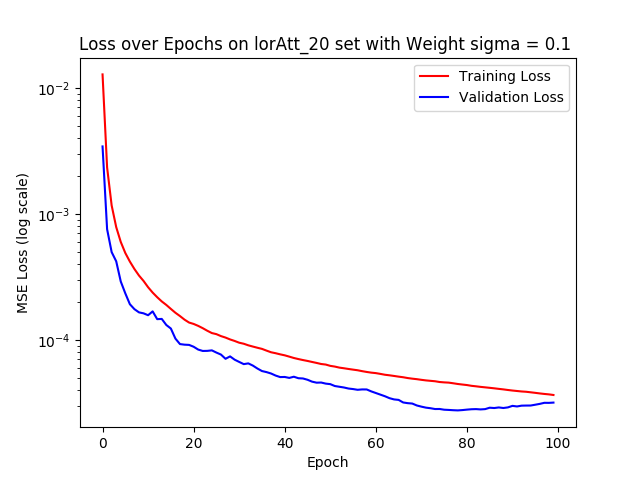 Loss over Epochs on lorAtt_20 set with Weight sigma = 0.1
Training Loss
Validation Loss
MSE Loss (log scale)
10⁻²
10⁻³
10⁻⁴
0 20 40 60 80 100
Epoch